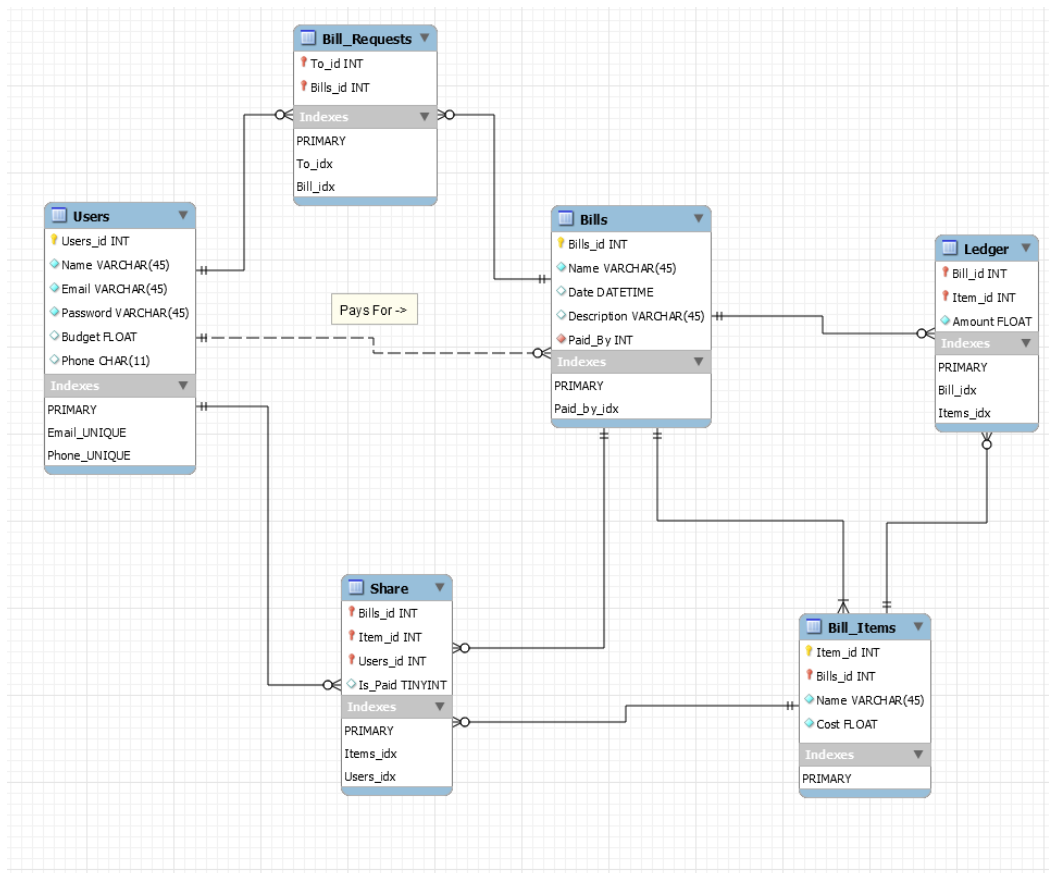 Bill_Requests
To_id INT
Bills_id INT
Indexes
PRIMARY
To_idx
Bill_idx
Users
Users_id INT
Name VARCHAR(45)
Email VARCHAR(45)
Password VARCHAR(45)
Budget FLOAT
Phone CHAR(11)
Indexes
PRIMARY
Email_UNIQUE
Phone_UNIQUE
Pays For ->
Bills
Bills_id INT
Name VARCHAR(45)
Date DATETIME
Description VARCHAR(45)
Paid_By INT
Indexes
PRIMARY
Paid_by_idx
Ledger
Bill_id INT
Item_id INT
Amount FLOAT
Indexes
PRIMARY
Bill_idx
Items_idx
Share
Bills_id INT
Item_id INT
Users_id INT
Is_Paid TINYINT
Indexes
PRIMARY
Items_idx
Users_idx
Bill_Items
Item_id INT
Bills_id INT
Name VARCHAR(45)
Cost FLOAT
Indexes
PRIMARY